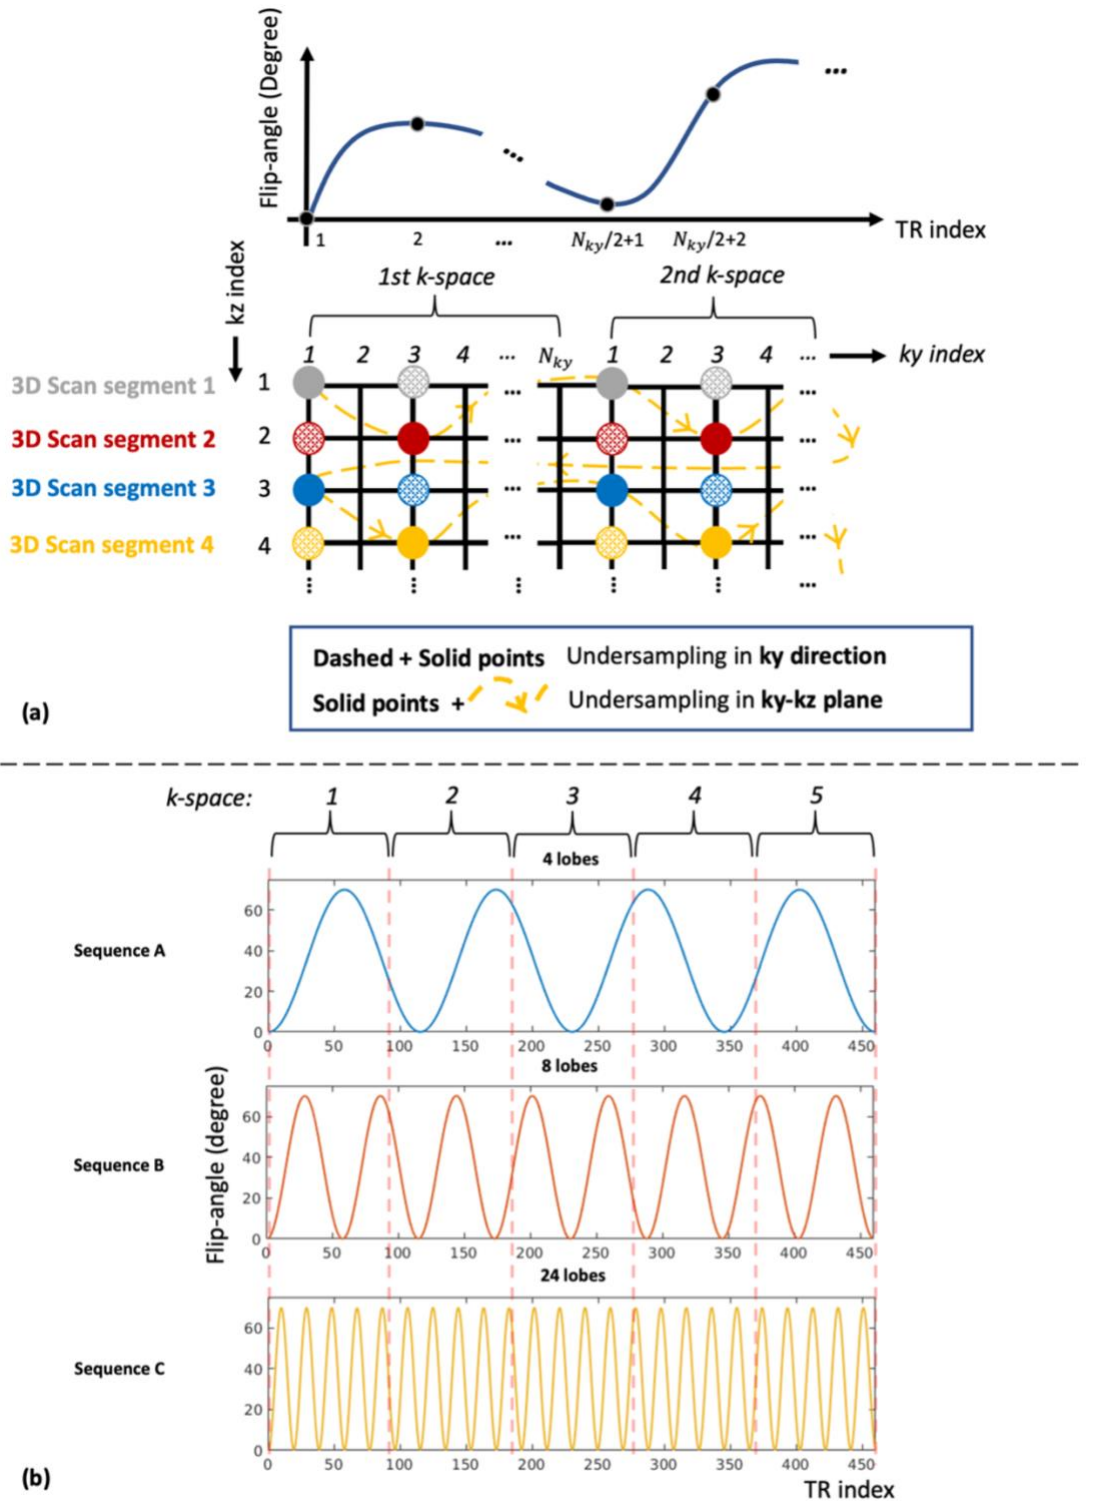 (a)
Flip-angle (Degree)
1 2 ... Nky/2+1 Nky/2+2
TR index
...
...
kz index
1st k-space 2nd k-space
1 2 3 4 ... Nky 1 2 3 4 ... ky index
3D Scan segment 1 1 ... ...
3D Scan segment 2 2 ... ...
3D Scan segment 3 3 ... ...
3D Scan segment 4 4 ... ...
Dashed + Solid points Undersampling in ky direction
Solid points + Undersampling in ky-kz plane
k-space: 1 2 3 4 5
4 lobes
Sequence A
60
40
20
0
0 50 100 150 200 250 300 350 400 450
8 lobes
Sequence B
Flip-angle (degree)
60
40
20
0
0 50 100 150 200 250 300 350 400 450
24 lobes
Sequence C
60
40
20
0
0 50 100 150 200 250 300 350 400 450
TR index
(b)